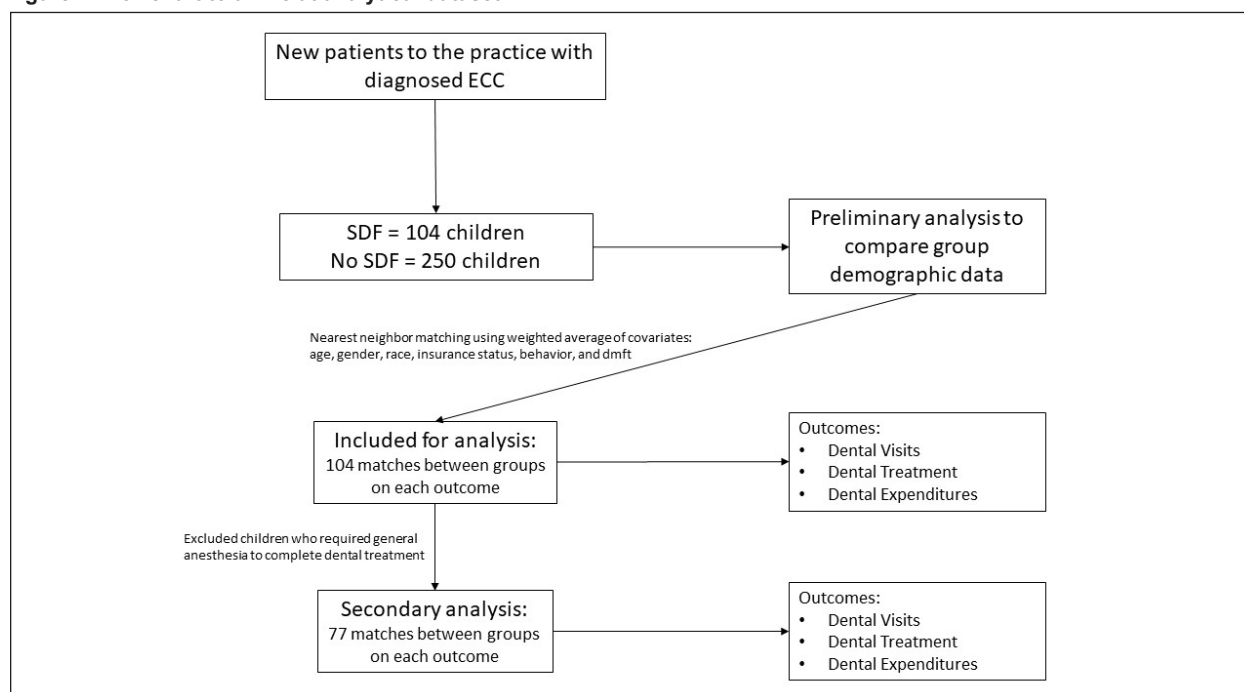 New patients to the practice with
diagnosed ECC
SDF = 104 children
No SDF = 250 children
Preliminary analysis to
compare group
demographic data
Nearest neighbor matching using weighted average of covariates:
age, gender, race, insurance status, behavior, and dmft
Included for analysis:
104 matches between groups
on each outcome
Outcomes:
• Dental Visits
• Dental Treatment
• Dental Expenditures
Excluded children who required general
anesthesia to complete dental treatment
Secondary analysis:
77 matches between groups
on each outcome
Outcomes:
• Dental Visits
• Dental Treatment
• Dental Expenditures